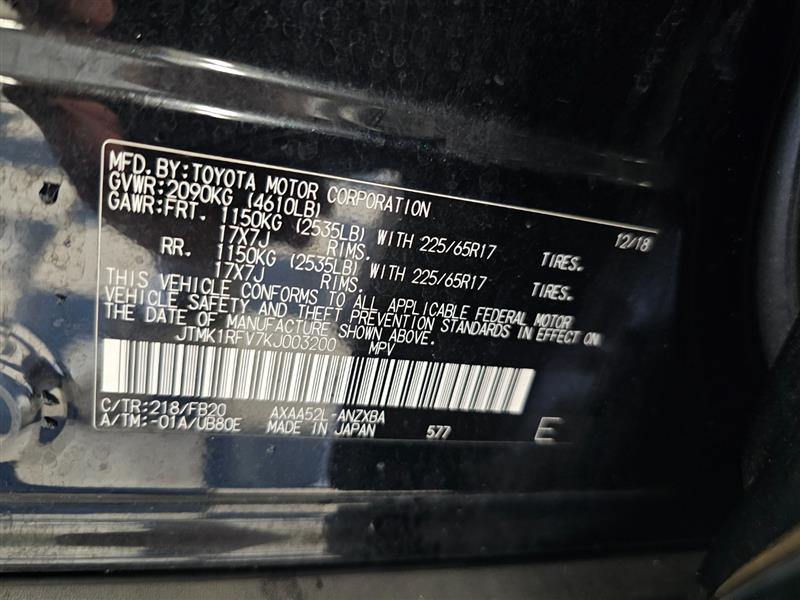 MFD.BY:TOYOTA MOTOR CORPORATION 12/18
GVWR:2090KG (4610LB)
GAWR:FRT. 1150KG (2535LB) WITH 225/65R17 TIRES.
17X7J RIMS.
RR. 1150KG (2535LB) WITH 225/65R17 TIRES.
17X7J RIMS.
THIS VEHICLE CONFORMS TO ALL APPLICABLE FEDERAL MOTOR
VEHICLE SAFETY AND THEFT PREVENTION STANDARDS IN EFFECT ON
THE DATE OF MANUFACTURE SHOWN ABOVE.
JTMK1RFV7KJ003200 MPV
C/TR:218/FB20 AXAA52L-ANZXBA
A/TM:-01A/UB80E MADE IN JAPAN 577 E